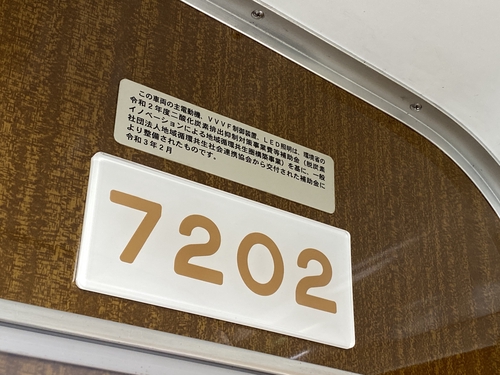 この車両の主電動機、VVVF制御装置、LED照明は、環境省の
令和2年度二酸化炭素排出抑制対策事業費等補助金（脱炭素
イノベーションによる地域循環共生圏構築事業）を基に、一般
社団法人地域循環共生社会連携協会から交付された補助金に
より整備されたものです。
令和3年2月
7202